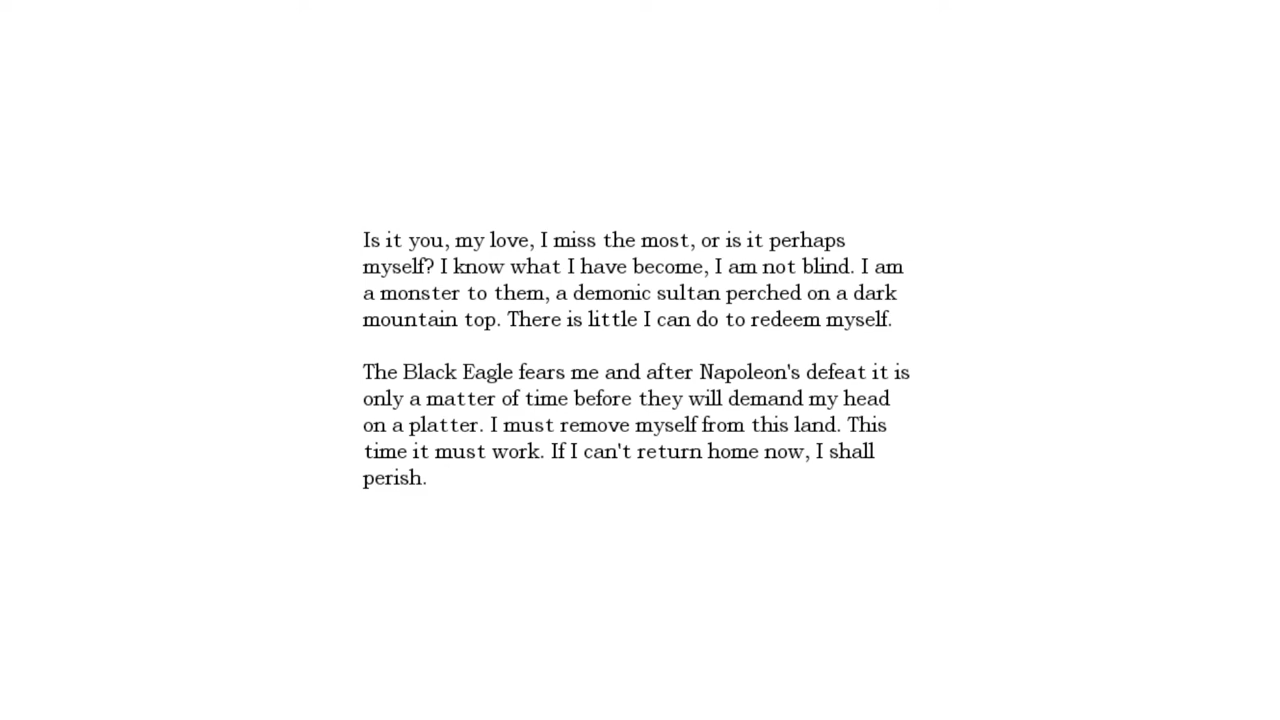 Is it you, my love, I miss the most, or is it perhaps
myself? I know what I have become, I am not blind. I am
a monster to them, a demonic sultan perched on a dark
mountain top. There is little I can do to redeem myself.
The Black Eagle fears me and after Napoleon's defeat it is
only a matter of time before they will demand my head
on a platter. I must remove myself from this land. This
time it must work. If I can't return home now, I shall
perish.